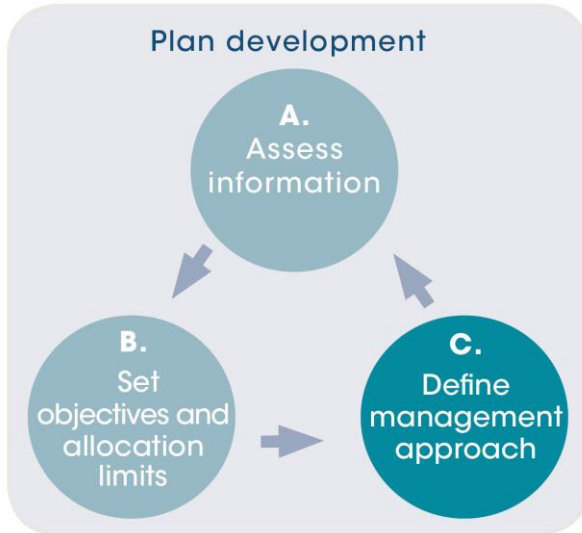 Plan development
A.
Assess
information
B.
Set
objectives and
allocation
limits
C.
Define
management
approach